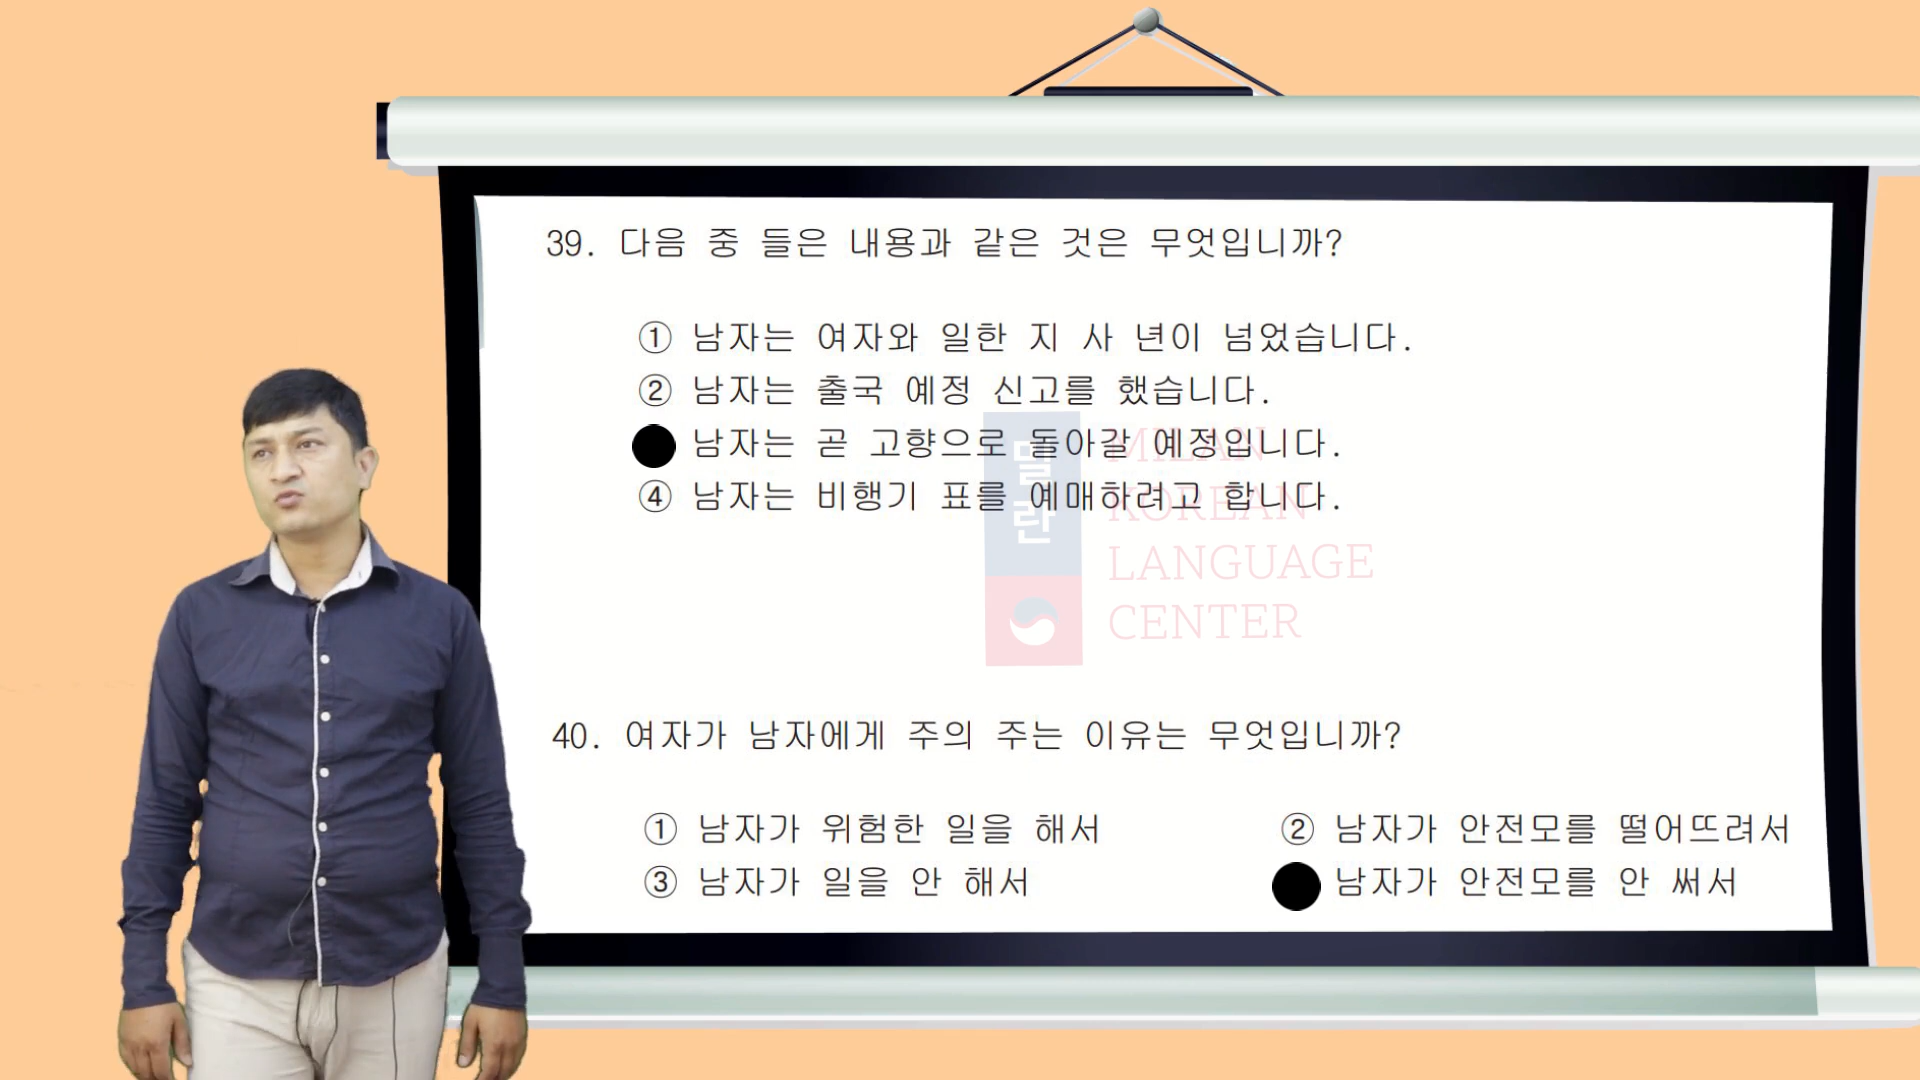 39. 다음 중 들은 내용과 같은 것은 무엇입니까?
① 남자는 여자와 일한 지 사 년이 넘었습니다.
② 남자는 출국 예정 신고를 했습니다.
남자는 곧 고향으로 돌아갈 예정입니다.
④ 남자는 비행기 표를 예매하려고 합니다.
밀란
MILAN
KOREAN
LANGUAGE
CENTER
40. 여자가 남자에게 주의 주는 이유는 무엇입니까?
① 남자가 위험한 일을 해서
② 남자가 안전모를 떨어뜨려서
③ 남자가 일을 안 해서
남자가 안전모를 안 써서